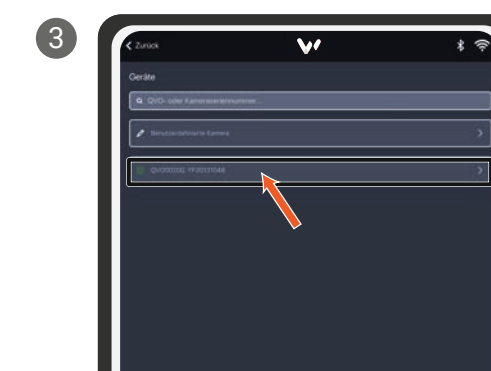 3
Zurück
Geräte
QVO- oder Kameraseriennummer...
Benutzerdefinierte Kamera